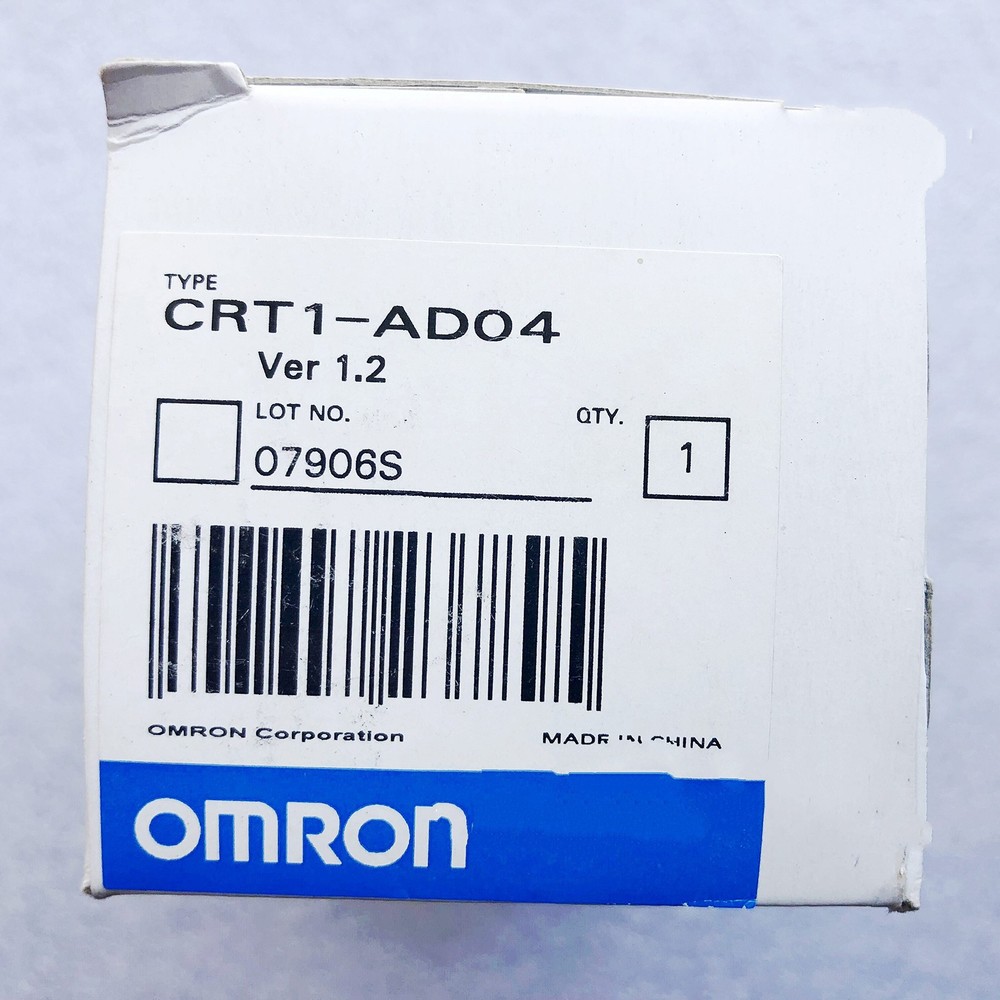 TYPE
CRT1-AD04
Ver 1.2
LOT NO. QTY.
07906S 1
OMRON Corporation MADE IN CHINA
OMRON